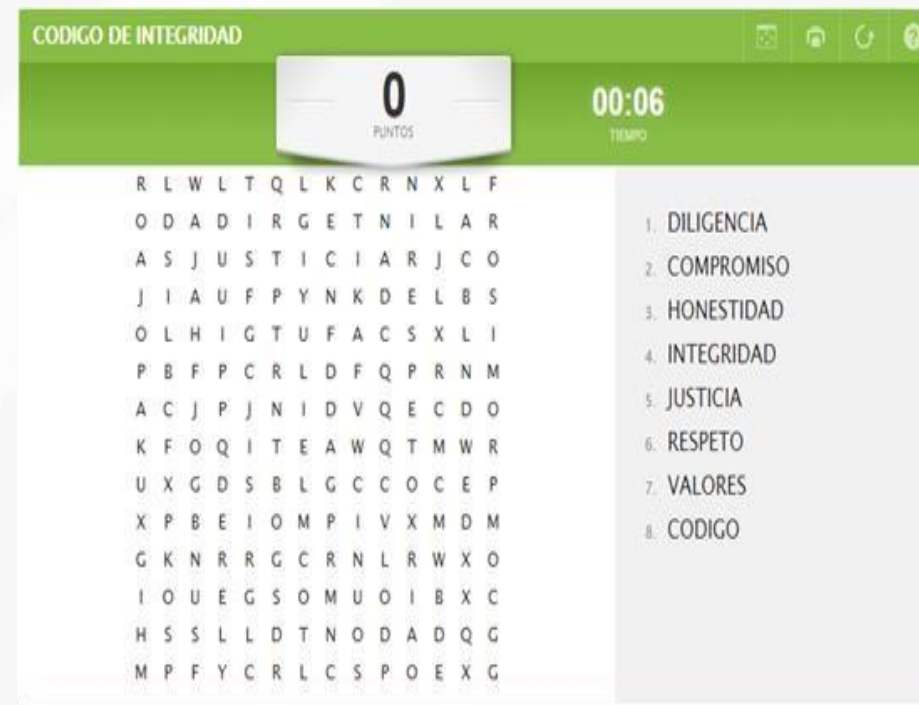 CODIGO DE INTEGRIDAD
0
PUNTOS
00:06
TIEMPO
R L W L T Q L K C R N X L F
O D A D I R G E T N I L A R
A S J U S T I C I A R J C O
J I A U F P Y N K D E L B S
O L H I G T U F A C S X L I
P B F P C R L D F Q P R N M
A C J P J N I D V Q E C D O
K F O Q I T E A W Q T M W R
U X G D S B L G C C O C E P
X P B E I O M P I V X M D M
G K N R R G C R N L R W X O
I O U E G S O M U O I B X C
H S S L L D T N O D A D Q G
M P F Y C R L C S P O E X G
1. DILIGENCIA
2. COMPROMISO
3. HONESTIDAD
4. INTEGRIDAD
5. JUSTICIA
6. RESPETO
7. VALORES
8. CODIGO